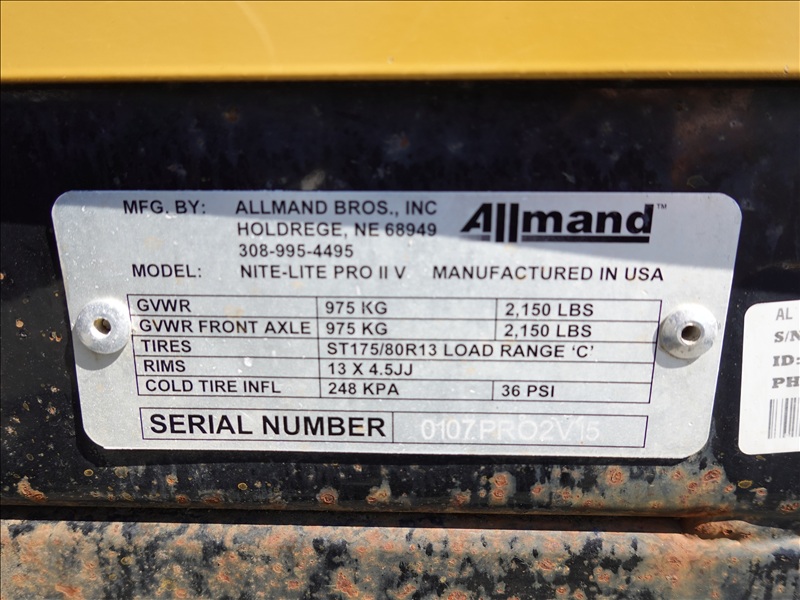 MFG. BY: ALLMAND BROS., INC
HOLDREGE, NE 68949
308-995-4495
Allmand™
MODEL: NITE-LITE PRO II V MANUFACTURED IN USA
GVWR 975 KG 2,150 LBS
GVWR FRONT AXLE 975 KG 2,150 LBS
TIRES ST175/80R13 LOAD RANGE 'C'
RIMS 13 X 4.5JJ
COLD TIRE INFL 248 KPA 36 PSI
SERIAL NUMBER 0107PRO2V15
AL
S/N
ID:
PH